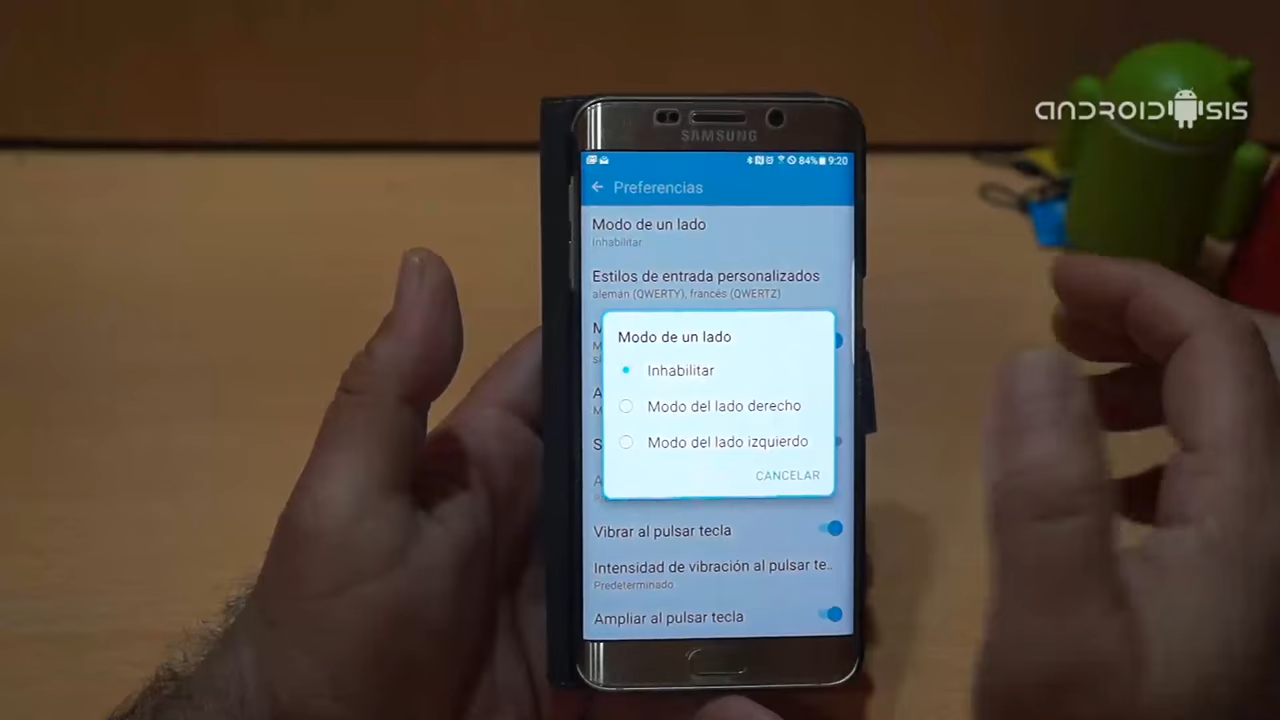 ANDROIDSIS
SAMSUNG
84% 9:20
Preferencias
Modo de un lado
Inhabilitar
Estilos de entrada personalizados
alemán (QWERTY), francés (QWERTZ)
M
M
si
Modo de un lado
Inhabilitar
Modo del lado derecho
Modo del lado izquierdo
CANCELAR
A
M
S
A
Vibrar al pulsar tecla
Intensidad de vibración al pulsar te..
Predeterminado
Ampliar al pulsar tecla